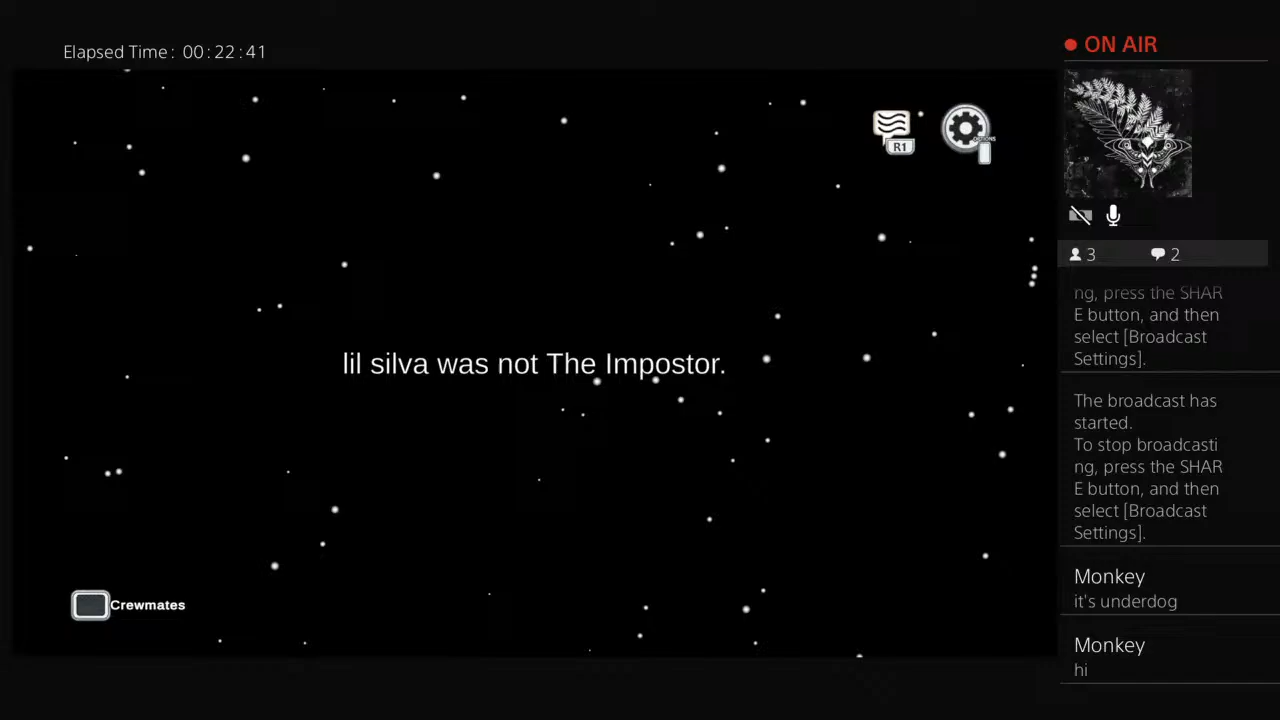 Elapsed Time: 00:22:41
ON AIR
R1
OPTIONS
3
2
ng, press the SHAR
E button, and then
select [Broadcast
Settings].
lil silva was not The Impostor.
The broadcast has
started.
To stop broadcasti
ng, press the SHAR
E button, and then
select [Broadcast
Settings].
Monkey
it's underdog
Monkey
hi
Crewmates